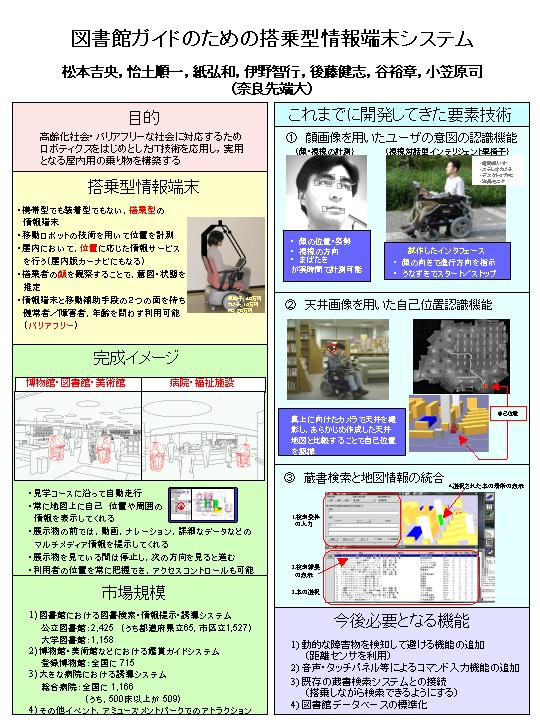 図書館ガイドのための搭乗型情報端末システム
松本吉央, 怡土順一, 紙弘和, 伊野智行, 後藤健志, 谷裕章, 小笠原司
(奈良先端大)
目的
高齢化社会・バリアフリーな社会に対応するため
ロボティクスをはじめとしたIT技術を応用し, 実用
となる屋内用の乗り物を構築する
搭乗型情報端末
・携帯型でも装着型でもない, 搭乗型の
情報端末
・移動ロボットの技術を用いて位置を計測
・屋内において, 位置に応じた情報サービス
を行う(屋内版カーナビにもなる)
・搭乗者の顔を観察することで, 意図・状態を
推定
・情報端末と移動補助手段の2つの面を持ち
健常者/障害者, 年齢を問わず利用可能
(バリアフリー)
完成イメージ
博物館・図書館・美術館
病院・福祉施設
・見学コースに沿って自動走行
・常に地図上に自己 位置や周囲の
情報を表示してくれる
・展示物の前では, 動画, ナレーション, 詳細なデータなどの
マルチメディア情報を提示してくれる
・展示物を見ている間は停止し, 次の方向を見ると進む
・利用者の位置を常に把握でき, アクセスコントロールも可能
市場規模
1) 図書館における図書検索・情報提示・誘導システム
公立図書館:2,425 (うち都道府県立65, 市区立1,527)
大学図書館:1,158
2) 博物館・美術館などにおける鑑賞ガイドシステム
登録博物館:全国に 715
3) 大きな病院における誘導システム
総合病院:全国に 1,166
(うち, 500床以上が 509)
4) その他イベント, アミューズメントパークでのアトラクション
これまでに開発してきた要素技術
① 顔画像を用いたユーザの意図の認識機能
(顔・視線の計測)
(視線対話型インテリジェント車椅子)
・顔の位置・姿勢
・視線の方向
・まばたき
が実時間で計測可能
試作したインタフェース
・顔の向きで進行方向を指示
・うなずきでスタート/ストップ
② 天井画像を用いた自己位置認識機能
真上に向けたカメラで天井を撮
影し, あらかじめ作成した天井
地図と比較することで自己位置
を認識
自己位置
③ 蔵書検索と地図情報の統合
4.選択された本の場所の表示
1.検索条件
の入力
2.検索結果
の表示
3.本の選択
今後必要となる機能
1) 動的な障害物を検知して避ける機能の追加
(距離センサを利用)
2) 音声・タッチパネル等によるコマンド入力機能の追加
3) 既存の蔵書検索システムとの接続
(搭乗しながら検索できるようにする)
4) 図書館データベースの標準化